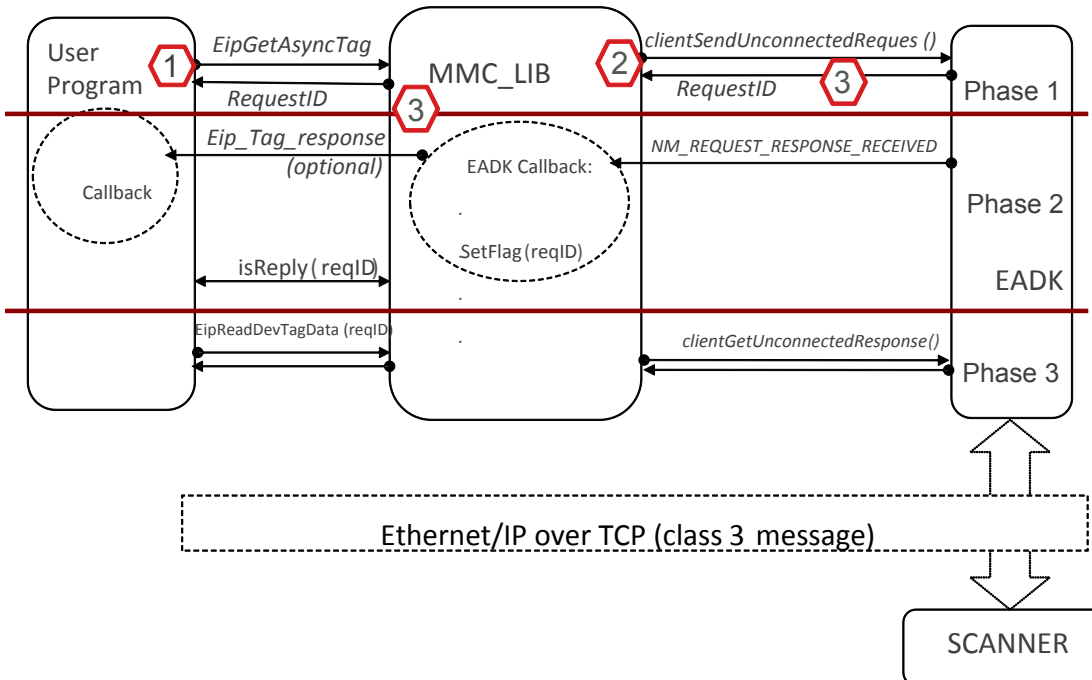 User
Program
1
EipGetAsyncTag
RequestID
3
MMC_LIB
2
clientSendUnconnectedReques ()
RequestID
3
Phase 1
Callback
Eip_Tag_response
(optional)
EADK Callback:
.
SetFlag (reqID)
.
.
NM_REQUEST_RESPONSE_RECEIVED
Phase 2
isReply( reqID)
EADK
EipReadDevTagData (reqID)
clientGetUnconnectedResponse()
Phase 3
Ethernet/IP over TCP (class 3 message)
SCANNER